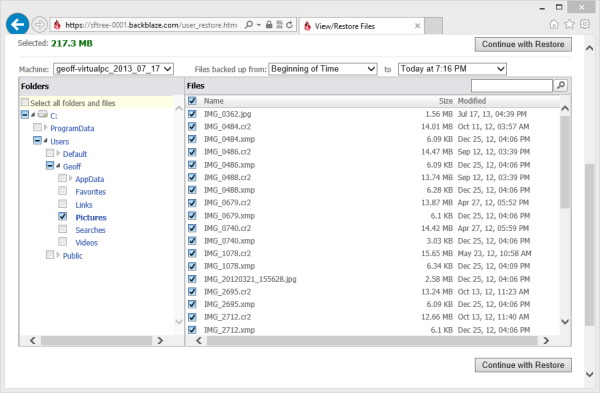 https://sftree-0001.backblaze.com/user_restore.htm
View/Restore Files
Selected: 217.3 MB
Continue with Restore
Machine: geoff-virtualpc_2013_07_17 Files backed up from: Beginning of Time to Today at 7:16 PM
Folders
Select all folders and files
C:
ProgramData
Users
Default
Geoff
AppData
Favorites
Links
Pictures
Searches
Videos
Public
Files
Name Size Modified
IMG_0362.jpg 1.56 MB Jul 17, 13, 04:39 PM
IMG_0484.cr2 14.01 MB Oct 11, 12, 03:57 AM
IMG_0484.xmp 6.09 KB Dec 25, 12, 04:06 PM
IMG_0486.cr2 14.47 MB Sep 12, 12, 03:39 PM
IMG_0486.xmp 6.09 KB Dec 25, 12, 04:06 PM
IMG_0488.cr2 13.74 MB Sep 12, 12, 03:39 PM
IMG_0488.xmp 6.28 KB Dec 25, 12, 04:06 PM
IMG_0679.cr2 13.87 MB Apr 27, 12, 05:52 PM
IMG_0679.xmp 6.1 KB Dec 25, 12, 04:06 PM
IMG_0740.cr2 14.42 MB Apr 27, 12, 05:59 PM
IMG_0740.xmp 3.03 KB Dec 25, 12, 04:06 PM
IMG_1078.cr2 15.65 MB May 23, 12, 10:58 AM
IMG_1078.xmp 6.34 KB Dec 25, 12, 04:09 PM
IMG_20120321_155628.jpg 2.58 MB Dec 25, 12, 04:06 PM
IMG_2695.cr2 13.24 MB Oct 13, 12, 11:23 AM
IMG_2695.xmp 6.09 KB Dec 25, 12, 04:06 PM
IMG_2712.cr2 12.66 MB Oct 13, 12, 11:40 AM
IMG_2712.xmp 6.1 KB Dec 25, 12, 04:06 PM
Continue with Restore